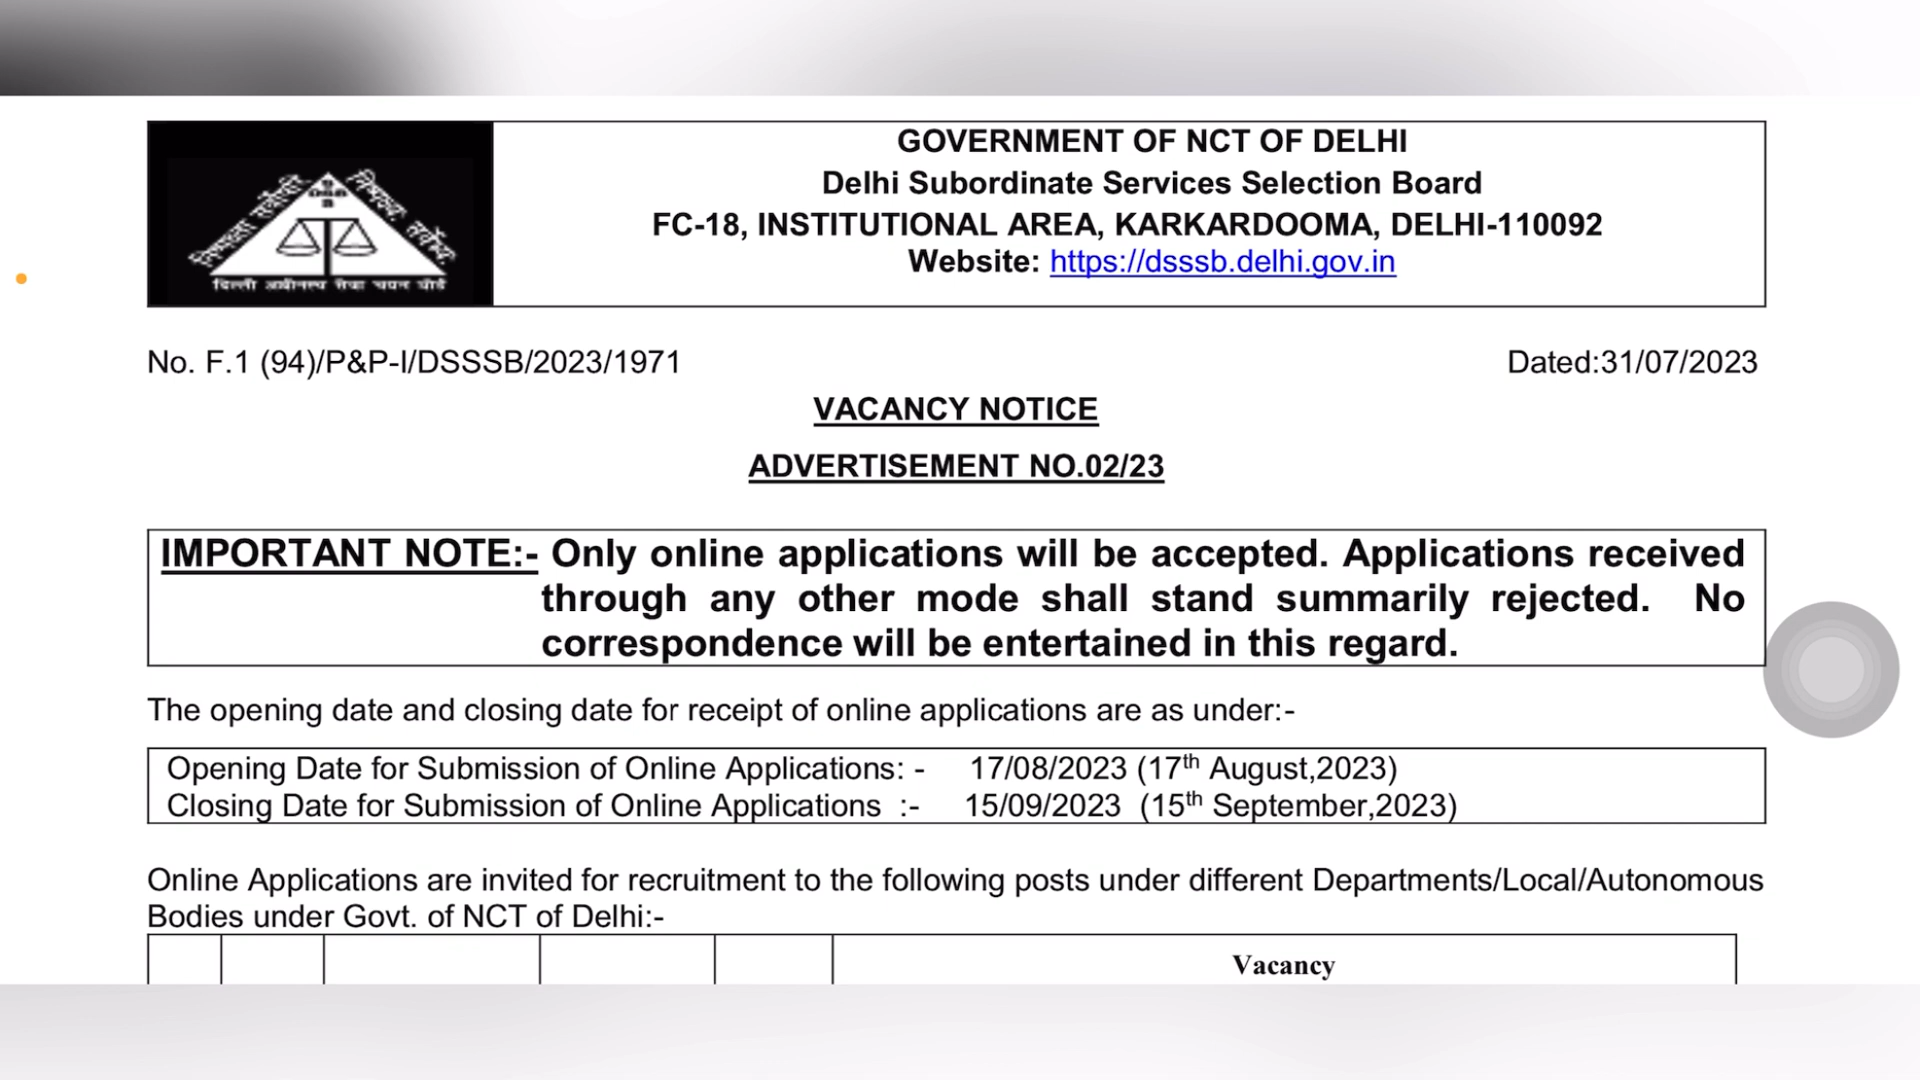 GOVERNMENT OF NCT OF DELHI
Delhi Subordinate Services Selection Board
FC-18, INSTITUTIONAL AREA, KARKARDOOMA, DELHI-110092
Website: https://dsssb.delhi.gov.in
दिल्ली अधीनस्थ सेवा चयन बोर्ड
No. F.1 (94)/P&P-I/DSSSB/2023/1971 Dated:31/07/2023
VACANCY NOTICE
ADVERTISEMENT NO.02/23
IMPORTANT NOTE:- Only online applications will be accepted. Applications received
through any other mode shall stand summarily rejected. No
correspondence will be entertained in this regard.
The opening date and closing date for receipt of online applications are as under:-
Opening Date for Submission of Online Applications: - 17/08/2023 (17th August,2023)
Closing Date for Submission of Online Applications :- 15/09/2023 (15th September,2023)
Online Applications are invited for recruitment to the following posts under different Departments/Local/Autonomous
Bodies under Govt. of NCT of Delhi:-
Vacancy